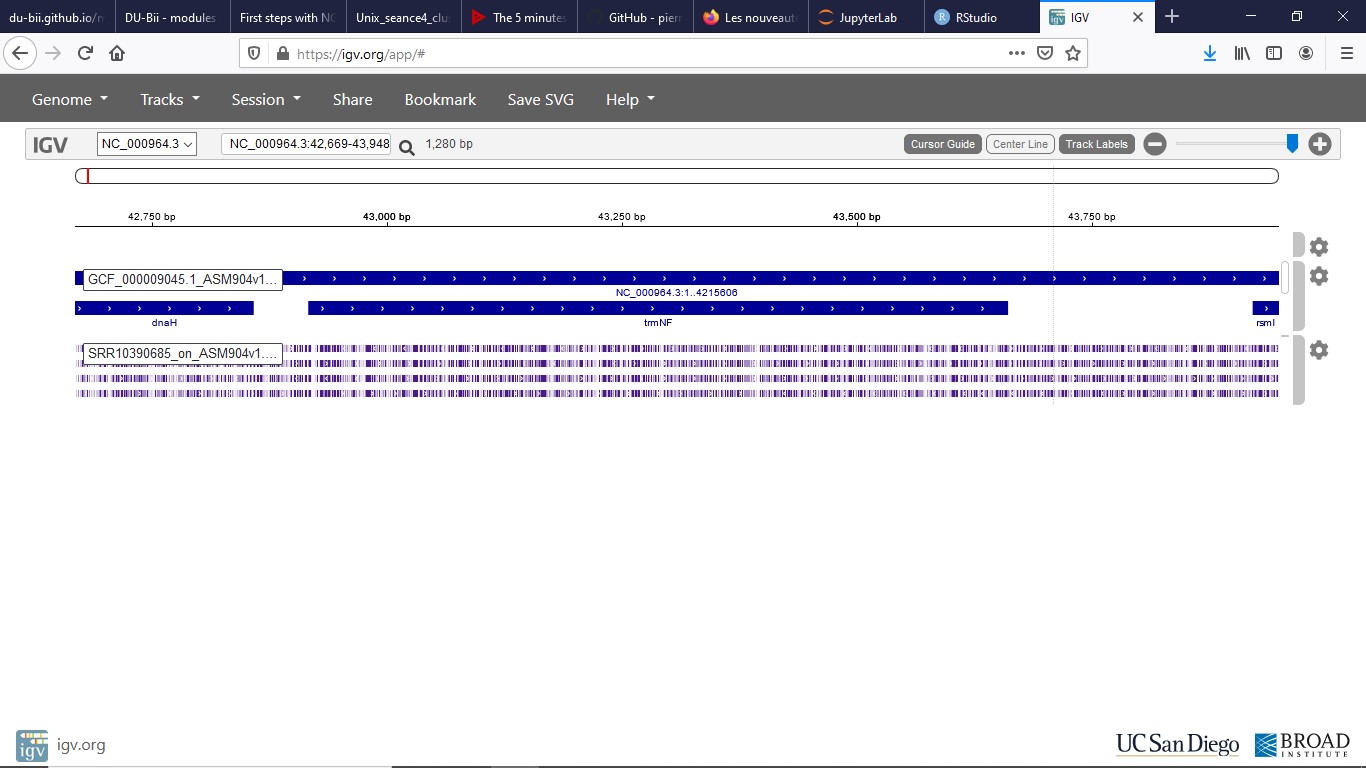 du-bii.github.io/m
DU-Bii - modules
First steps with NC
Unix_seance4_clus
The 5 minutes
GitHub - pierr
Les nouveauté
JupyterLab
RStudio
IGV
https://igv.org/app/#
Genome
Tracks
Session
Share
Bookmark
Save SVG
Help
IGV
NC_000964.3
NC_000964.3:42,669-43,948
1,280 bp
Cursor Guide
Center Line
Track Labels
42,750 bp
43,000 bp
43,250 bp
43,500 bp
43,750 bp
GCF_000009045.1_ASM904v1...
NC_000964.3:1..4215606
dnaH
trmNF
rsmI
SRR10390685_on_ASM904v1....
igv
igv.org
UC San Diego
BROAD
INSTITUTE